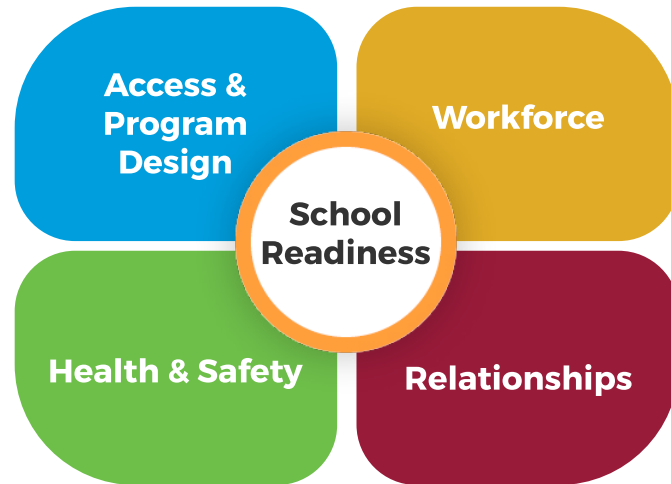 Access &
Program
Design
Workforce
School
Readiness
Health & Safety
Relationships